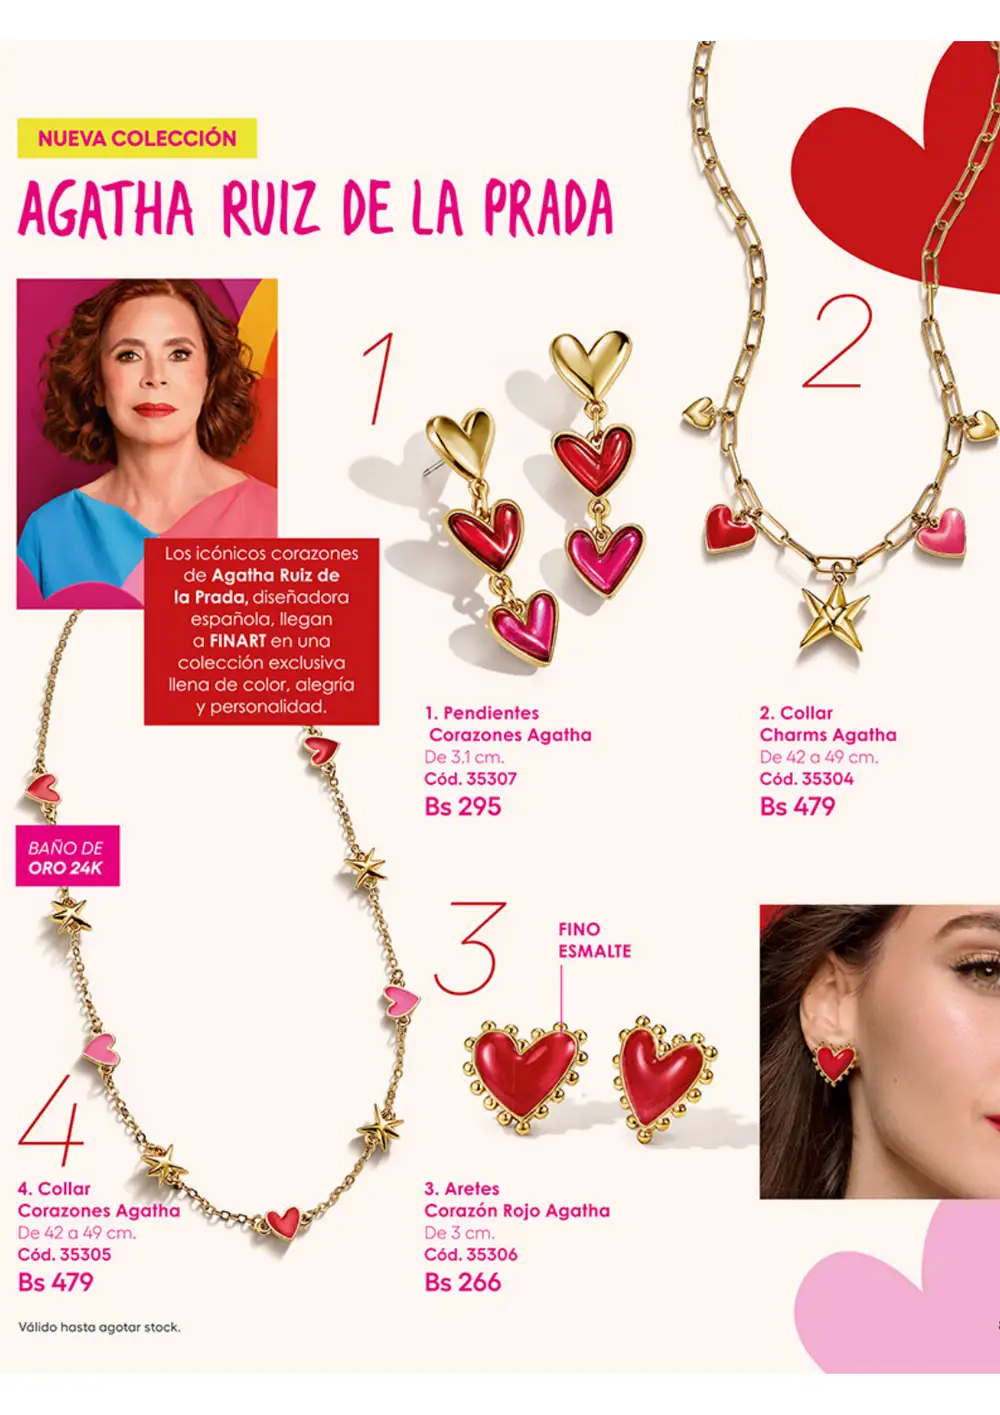 NUEVA COLECCIÓN
AGATHA RUIZ DE LA PRADA
Los icónicos corazones
de Agatha Ruiz de
la Prada, diseñadora
española, llegan
a FINART en una
colección exclusiva
llena de color, alegría
y personalidad.
1
2
1. Pendientes
Corazones Agatha
De 3.1 cm.
Cód. 35307
Bs 295
2. Collar
Charms Agatha
De 42 a 49 cm.
Cód. 35304
Bs 479
BAÑO DE
ORO 24K
3
FINO
ESMALTE
4
4. Collar
Corazones Agatha
De 42 a 49 cm.
Cód. 35305
Bs 479
3. Aretes
Corazón Rojo Agatha
De 3 cm.
Cód. 35306
Bs 266
Válido hasta agotar stock.